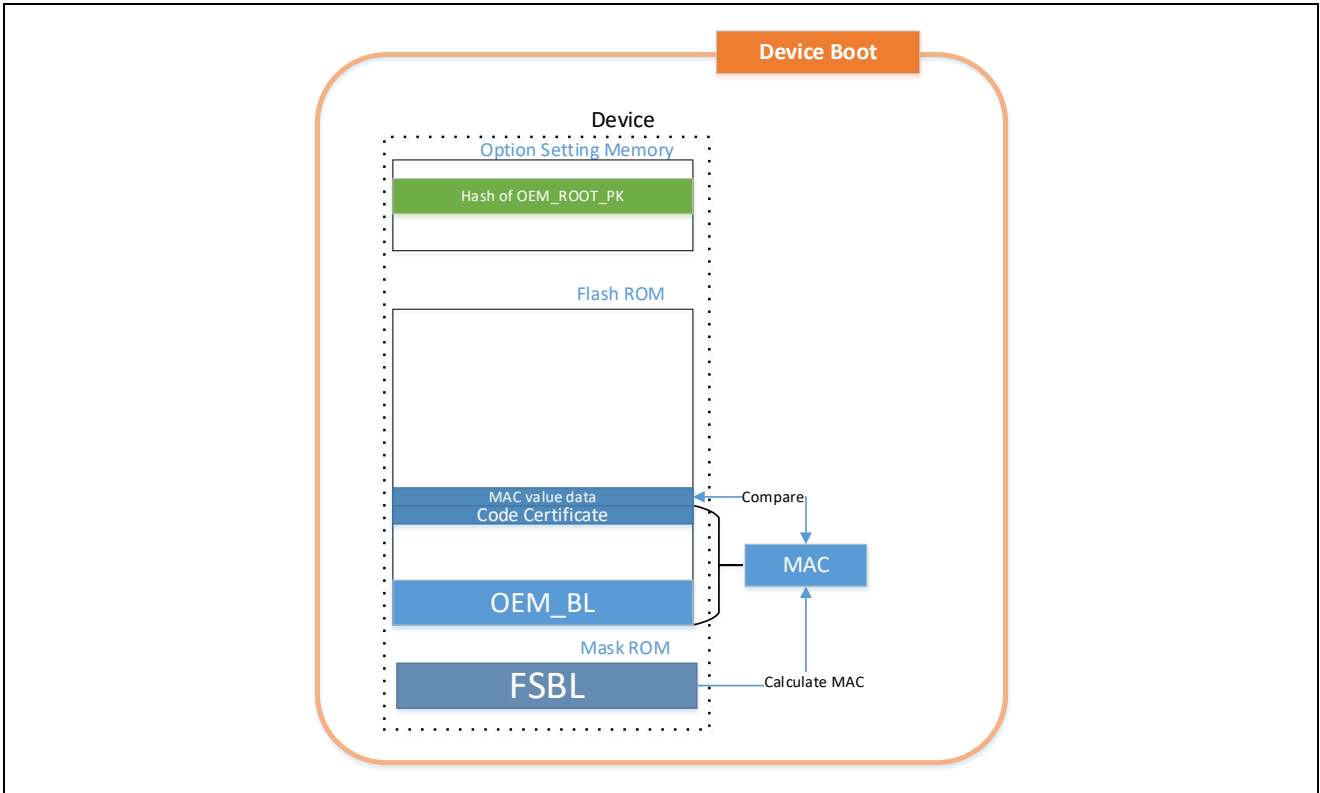 Device Boot
Device
Option Setting Memory
Hash of OEM_ROOT_PK
Flash ROM
MAC value data
Compare
Code Certificate
MAC
OEM_BL
Mask ROM
FSBL
Calculate MAC